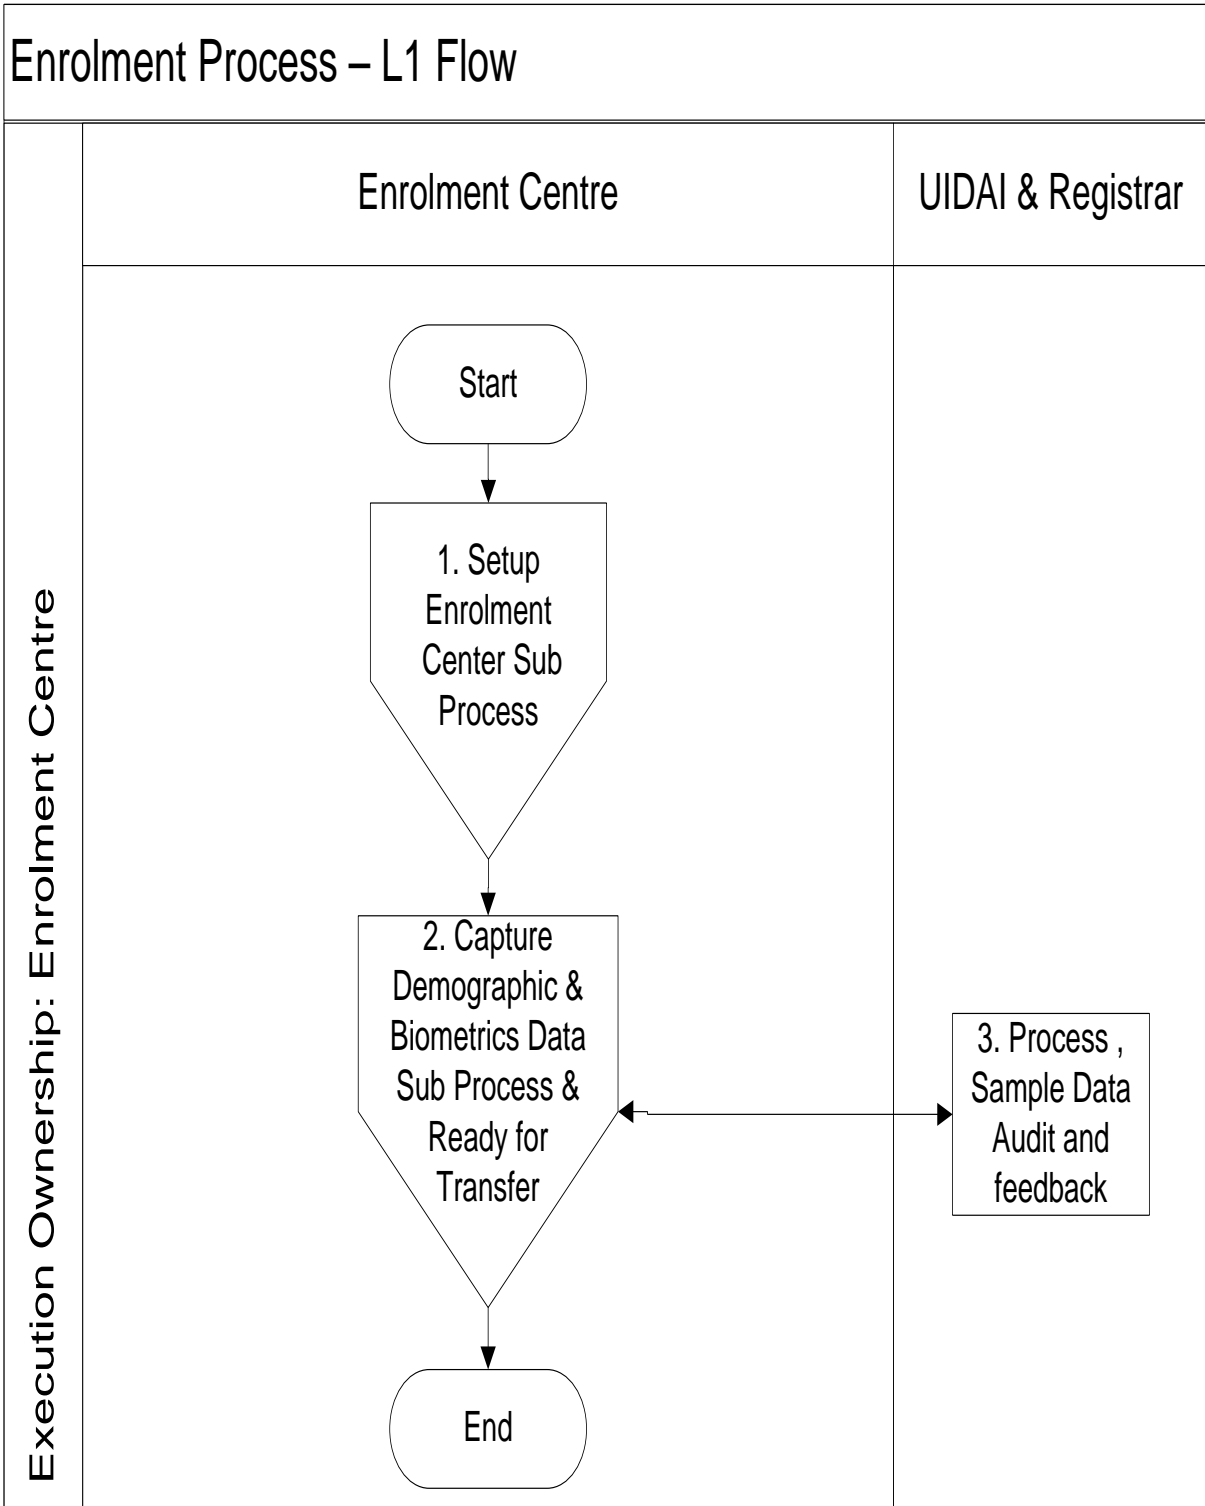 Enrolment Process – L1 Flow
Enrolment Centre
UIDAI & Registrar
Execution Ownership: Enrolment Centre
Start
1. Setup
Enrolment
Center Sub
Process
2. Capture
Demographic &
Biometrics Data
Sub Process &
Ready for
Transfer
3. Process ,
Sample Data
Audit and
feedback
End